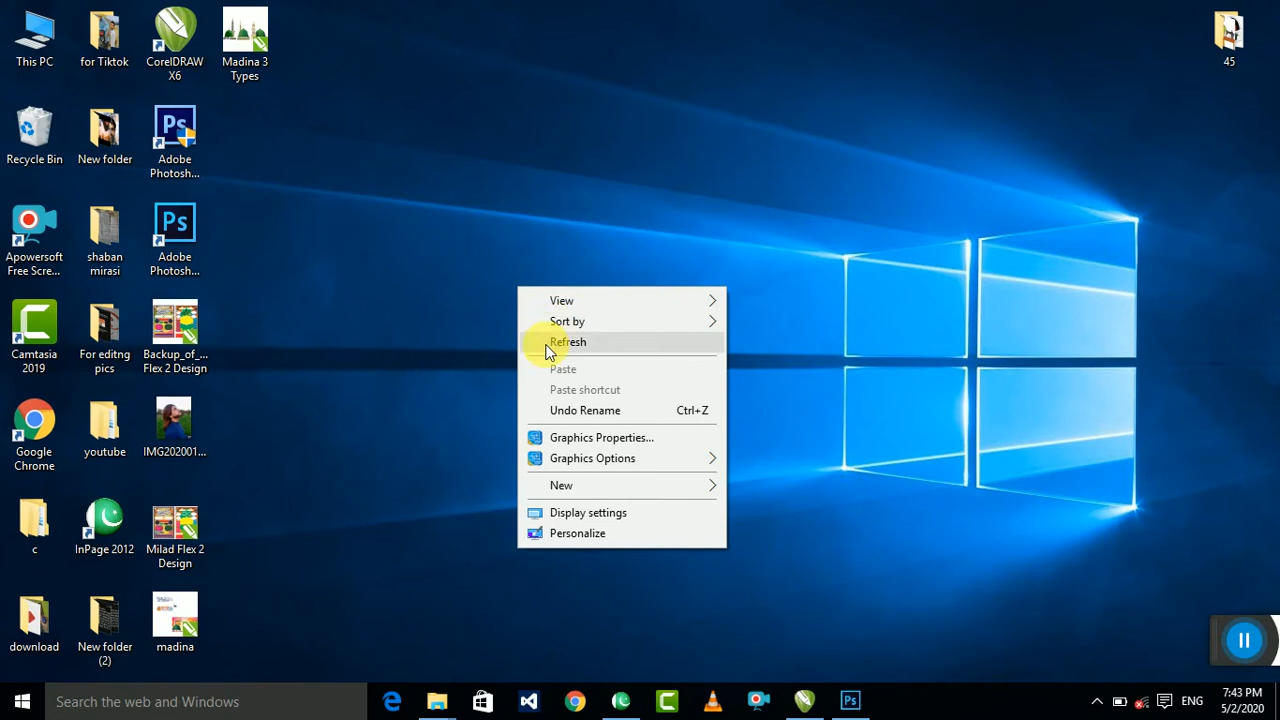 This PC
for Tiktok
CorelDRAW
X6
Madina 3
Types
45
Recycle Bin
New folder
Ps
Adobe
Photosh...
Apowersoft
Free Scre...
shaban
mirasi
Ps
Adobe
Photosh...
Camtasia
2019
For editng
pics
Backup_of_...
Flex 2 Design
Google
Chrome
youtube
IMG202001...
c
InPage 2012
Milad Flex 2
Design
download
New folder
(2)
madina
View
Sort by
Refresh
Paste
Paste shortcut
Undo Rename Ctrl+Z
Graphics Properties...
Graphics Options
New
Display settings
Personalize
Search the web and Windows
Ps
ENG
7:43 PM
5/2/2020